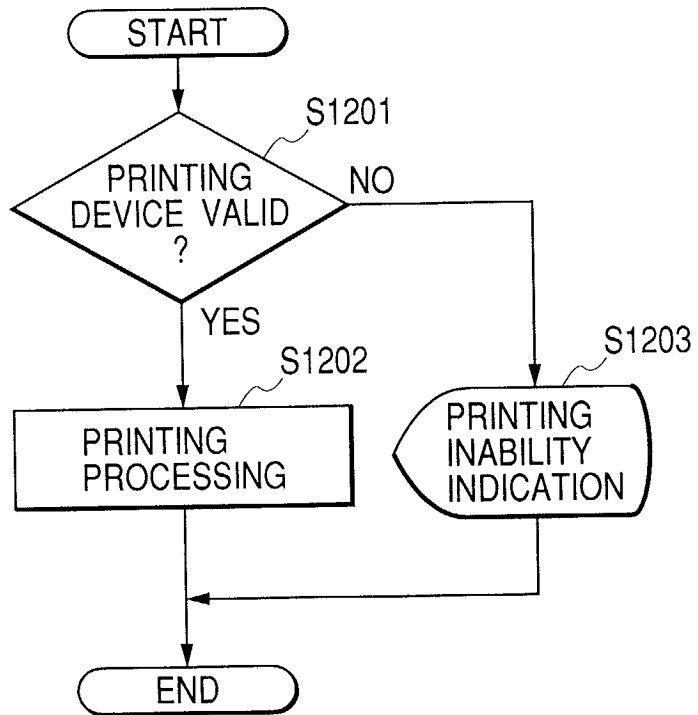 START
S1201
PRINTING
DEVICE VALID
?
NO
YES
S1202
PRINTING
PROCESSING
S1203
PRINTING
INABILITY
INDICATION
END